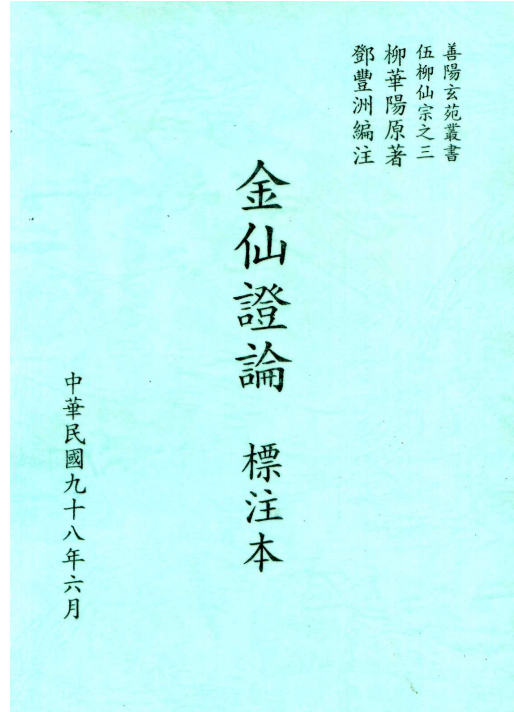 善陽玄苑叢書
伍柳仙宗之三
柳華陽原著
鄧豐洲編注
金仙證論 標注本
中華民國九十八年六月